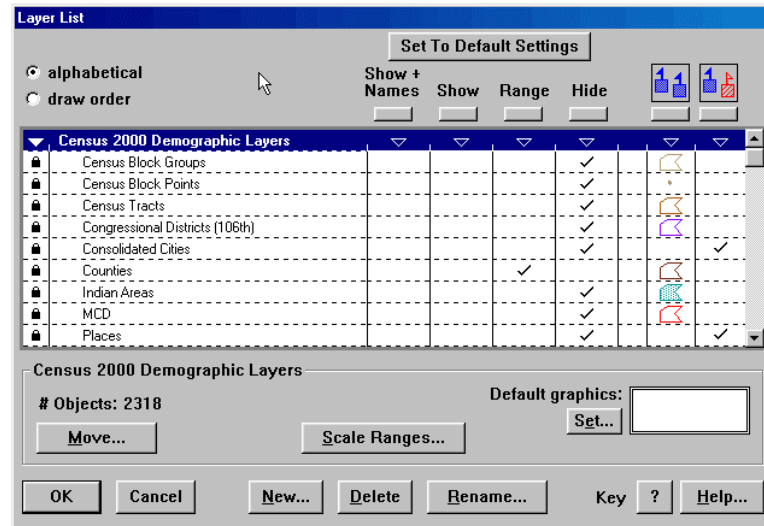 Layer List
Set To Default Settings
alphabetical
draw order
Show +
Names
Show
Range
Hide
Census 2000 Demographic Layers
Census Block Groups
Census Block Points
Census Tracts
Congressional Districts (106th)
Consolidated Cities
Counties
Indian Areas
MCD
Places
Census 2000 Demographic Layers
# Objects: 2318
Default graphics:
Move...
Scale Ranges...
Set...
OK
Cancel
New...
Delete
Rename...
Key
?
Help...